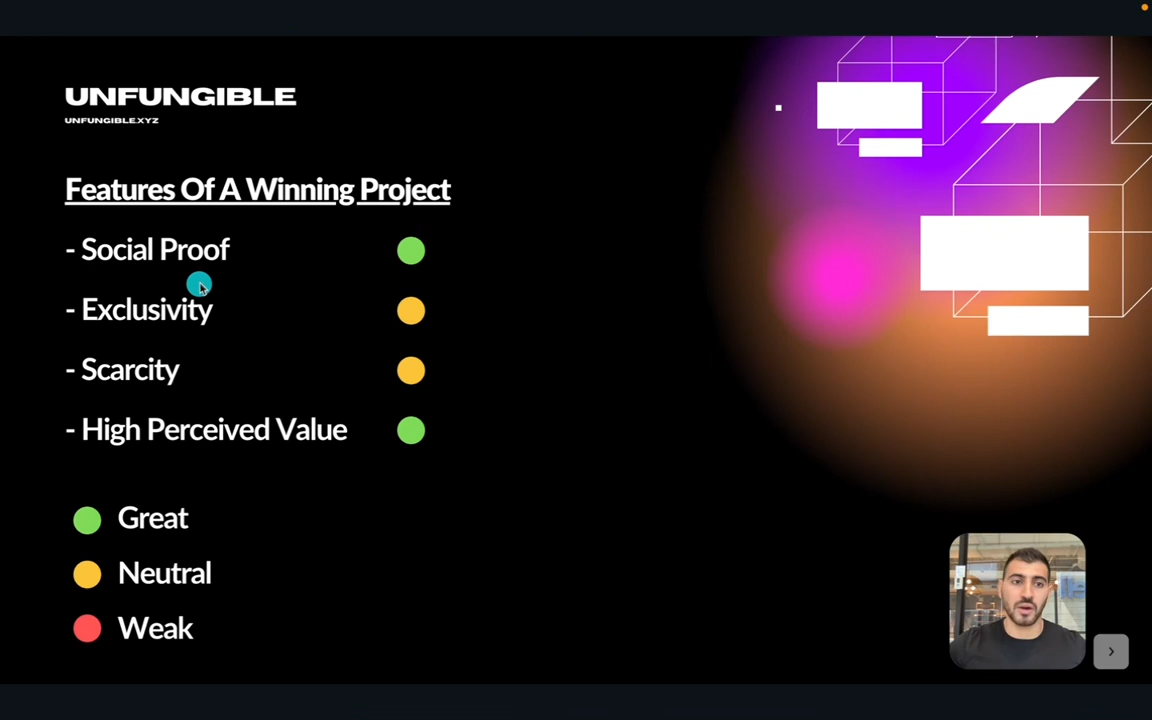 UNFUNGIBLE
UNFUNGIBLE.XYZ
Features Of A Winning Project
- Social Proof
- Exclusivity
- Scarcity
- High Perceived Value
Great
Neutral
Weak